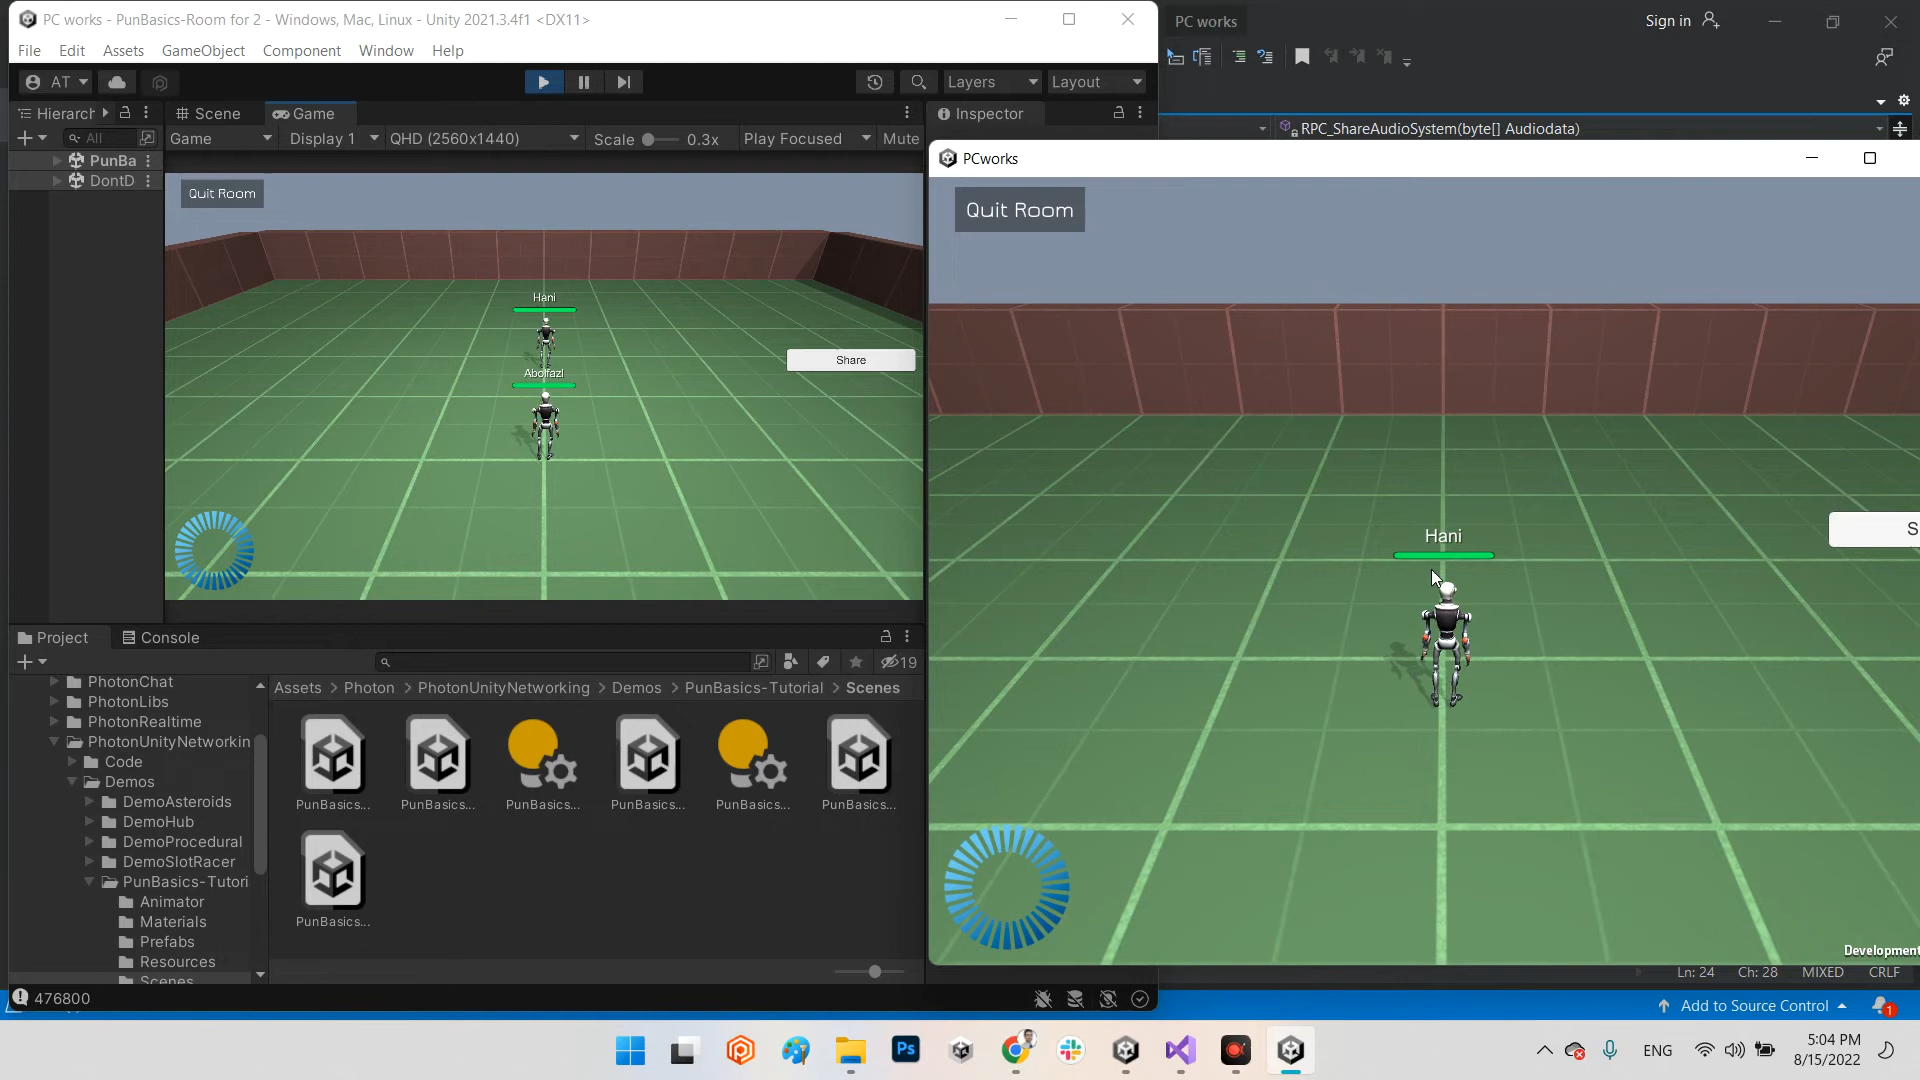 PC works - PunBasics-Room for 2 - Windows, Mac, Linux - Unity 2021.3.4f1 <DX11>
PC works
Sign in
File Edit Assets GameObject Component Window Help
AT
Layers
Layout
Hierarch
Scene
Game
Inspector
All
Game
Display 1
QHD (2560x1440)
Scale
0.3x
Play Focused
Mute
RPC_ShareAudioSystem(byte[] Audiodata)
PunBa
DontD
Quit Room
Hani
Share
Abolfazl
PCworks
Quit Room
Hani
S
Development
Project
Console
19
PhotonChat
PhotonLibs
PhotonRealtime
PhotonUnityNetworkin
Code
Demos
DemoAsteroids
DemoHub
DemoProcedural
DemoSlotRacer
PunBasics-Tutori
Animator
Materials
Prefabs
Resources
Scenes
Assets > Photon > PhotonUnityNetworking > Demos > PunBasics-Tutorial > Scenes
PunBasics...
PunBasics...
PunBasics...
PunBasics...
PunBasics...
PunBasics...
PunBasics...
476800
Ln: 24 Ch: 28 MIXED CRLF
Add to Source Control
1
Ps
ENG
5:04 PM
8/15/2022